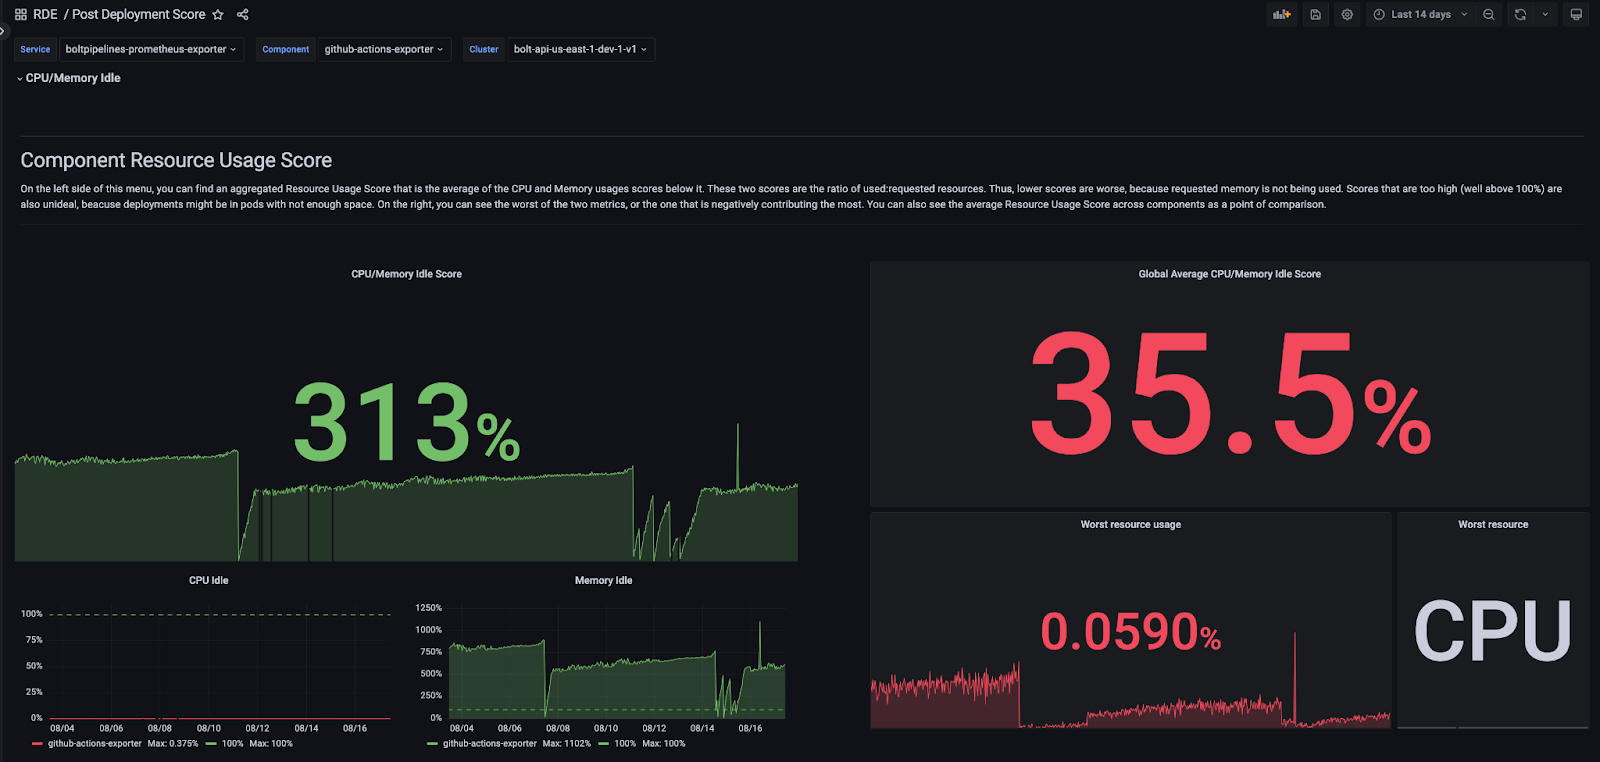 RDE / Post Deployment Score
Last 14 days
Service boltpipelines-prometheus-exporter Component github-actions-exporter Cluster bolt-api-us-east-1-dev-1-v1
CPU/Memory Idle
Component Resource Usage Score
On the left side of this menu, you can find an aggregated Resource Usage Score that is the average of the CPU and Memory usages scores below it. These two scores are the ratio of used:requested resources. Thus, lower scores are worse, because requested memory is not being used. Scores that are too high (well above 100%) are
also unideal, beacuse deployments might be in pods with not enough space. On the right, you can see the worst of the two metrics, or the one that is negatively contributing the most. You can also see the average Resource Usage Score across components as a point of comparison.
CPU/Memory Idle Score
313%
Global Average CPU/Memory Idle Score
35.5%
CPU Idle
100%
75%
50%
25%
0%
08/04 08/06 08/08 08/10 08/12 08/14 08/16
github-actions-exporter Max: 0.375% 100% Max: 100%
Memory Idle
1250%
1000%
750%
500%
250%
0%
08/04 08/06 08/08 08/10 08/12 08/14 08/16
github-actions-exporter Max: 1102% 100% Max: 100%
Worst resource usage
0.0590%
Worst resource
CPU